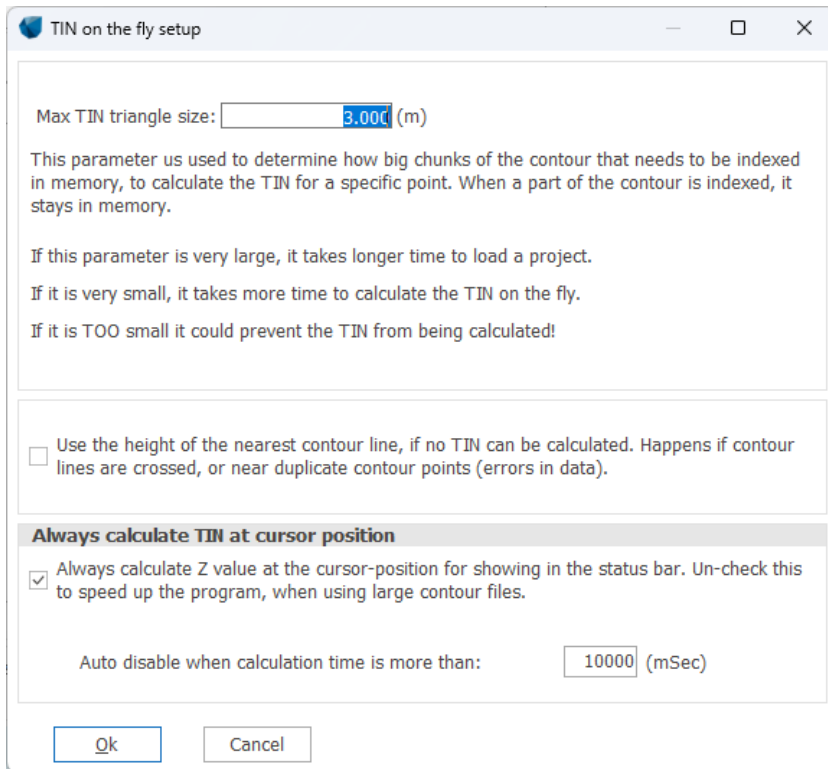 TIN on the fly setup
Max TIN triangle size: 3.000 (m)
This parameter us used to determine how big chunks of the contour that needs to be indexed
in memory, to calculate the TIN for a specific point. When a part of the contour is indexed, it
stays in memory.
If this parameter is very large, it takes longer time to load a project.
If it is very small, it takes more time to calculate the TIN on the fly.
If it is TOO small it could prevent the TIN from being calculated!
Use the height of the nearest contour line, if no TIN can be calculated. Happens if contour
lines are crossed, or near duplicate contour points (errors in data).
Always calculate TIN at cursor position
Always calculate Z value at the cursor-position for showing in the status bar. Un-check this
to speed up the program, when using large contour files.
Auto disable when calculation time is more than: 10000 (mSec)
Ok Cancel